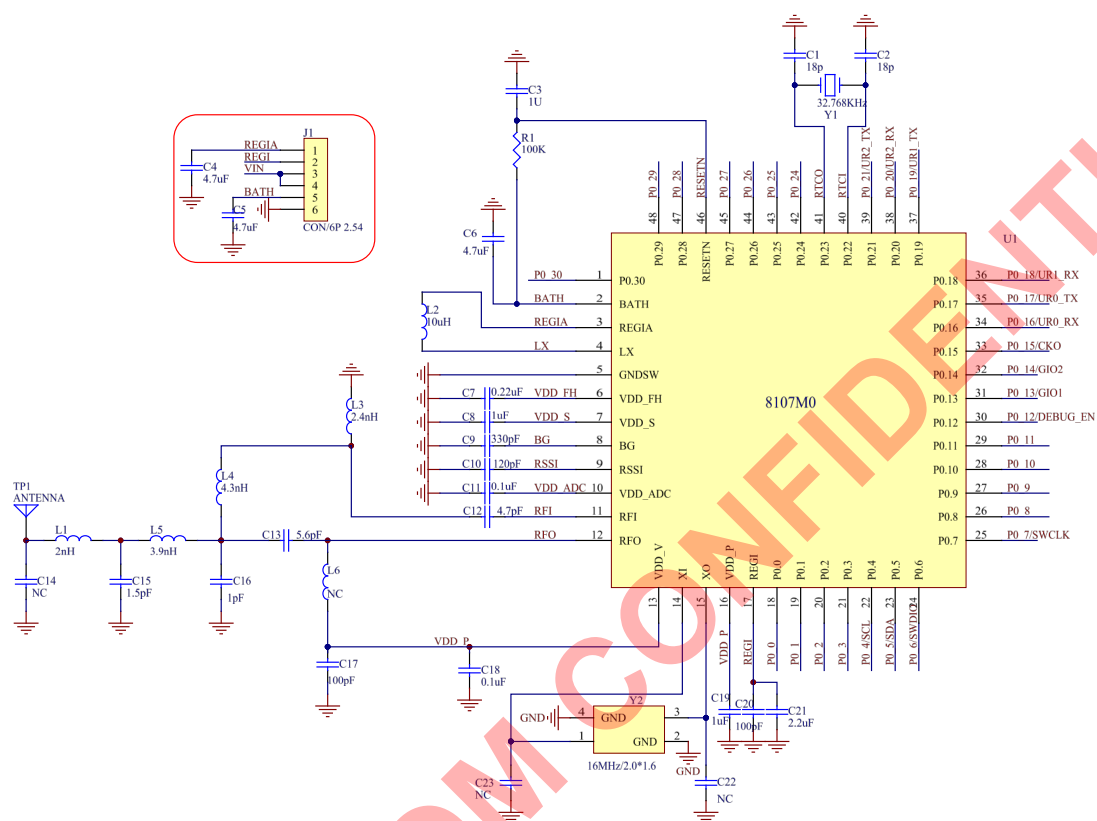 C1
18p
C2
18p
32.768KHz
Y1
C3
1U
R1
100K
J1
REGIA
REGI
VIN
BATH
1
2
3
4
5
6
C4
4.7uF
C5
4.7uF
CON/6P 2.54
C6
4.7uF
P0_29
P0_28
RESETN
P0_27
P0_26
P0_25
P0_24
RTCO
RTCI
P0_21/UR2_TX
P0_20/UR2_RX
P0_19/UR1_TX
48
47
46
45
44
43
42
41
40
39
38
37
U1
P0.29
P0.28
RESETN
P0.27
P0.26
P0.25
P0.24
P0.23
P0.22
P0.21
P0.20
P0.19
P0_30 1 P0.30
BATH 2 BATH
REGIA 3 REGIA
LX 4 LX
5 GNDSW
VDD_FH 6 VDD_FH
VDD_S 7 VDD_S
BG 8 BG
RSSI 9 RSSI
VDD_ADC 10 VDD_ADC
RFI 11 RFI
RFO 12 RFO
L2
10uH
C7 0.22uF
C8 1uF
C9 330pF
C10 120pF
C11 0.1uF
C12 4.7pF
8107M0
P0.18 36 P0_18/UR1_RX
P0.17 35 P0_17/UR0_TX
P0.16 34 P0_16/UR0_RX
P0.15 33 P0_15/CKO
P0.14 32 P0_14/GIO2
P0.13 31 P0_13/GIO1
P0.12 30 P0_12/DEBUG_EN
P0.11 29 P0_11
P0.10 28 P0_10
P0.9 27 P0_9
P0.8 26 P0_8
P0.7 25 P0_7/SWCLK
L3
2.4nH
L4
4.3nH
TP1
ANTENNA
L1
2nH
L5
3.9nH
C13 5.6pF
C14
NC
C15
1.5pF
C16
1pF
L6
NC
VDD_V
XI
XO
VDD_P
REGI
P0.0
P0.1
P0.2
P0.3
P0.4
P0.5
P0.6
13
14
15
16
17
18
19
20
21
22
23
24
VDD_P
REGI
P0_0
P0_1
P0_2
P0_3
P0_4/SCL
P0_5/SDA
P0_6/SWDIO
VDD_P
C17
100pF
C18
0.1uF
C19
1uF
C20
100pF
C21
2.2uF
Y2
GND 4 GND 3
1 GND 2
GND
16MHz/2.0*1.6
C23
NC
C22
NC
OM CONFIDENTI